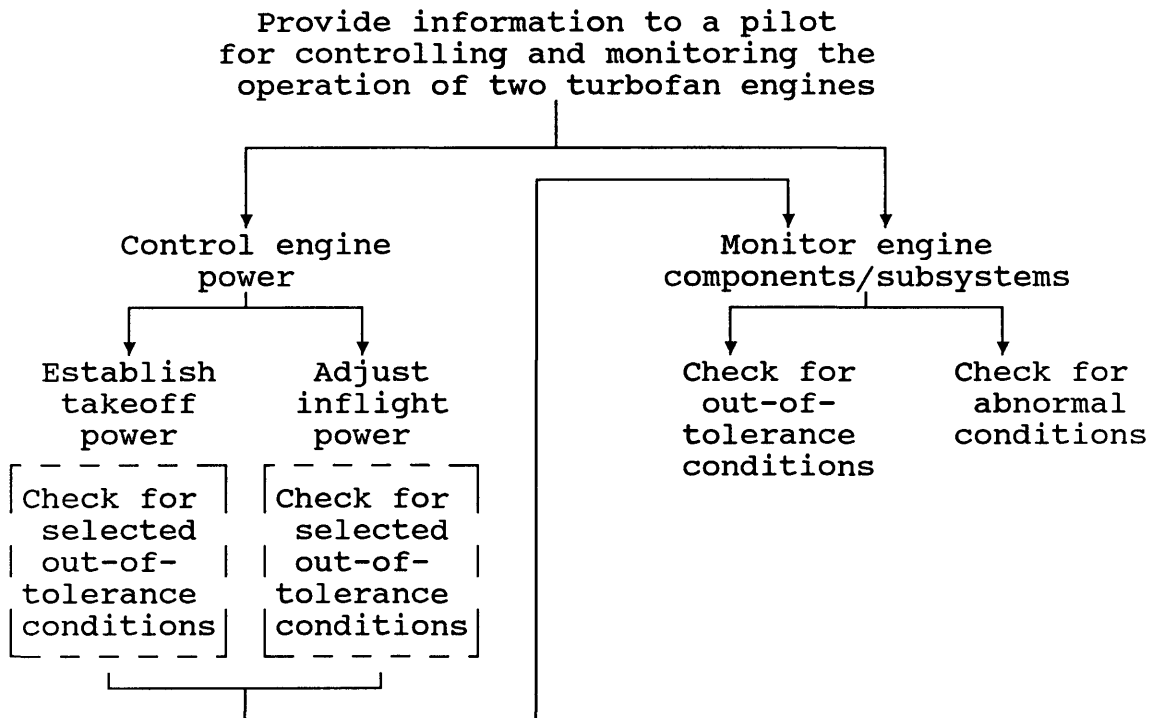 Provide information to a pilot
for controlling and monitoring the
operation of two turbofan engines
Control engine
power
Monitor engine
components/subsystems
Establish
takeoff
power
Adjust
inflight
power
Check for
out-of-
tolerance
conditions
Check for
abnormal
conditions
Check for
selected
out-of-
tolerance
conditions
Check for
selected
out-of-
tolerance
conditions